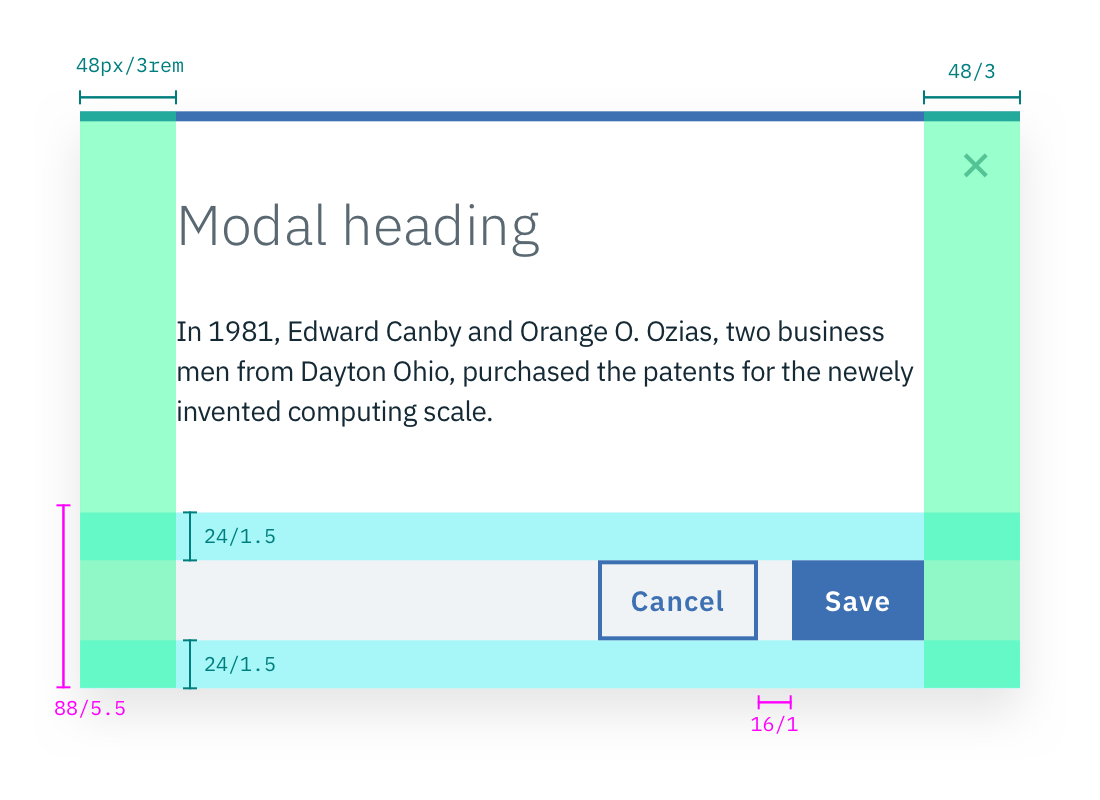 48px/3rem
48/3
Modal heading
In 1981, Edward Canby and Orange O. Ozias, two business
men from Dayton Ohio, purchased the patents for the newly
invented computing scale.
24/1.5
Cancel
Save
24/1.5
88/5.5
16/1